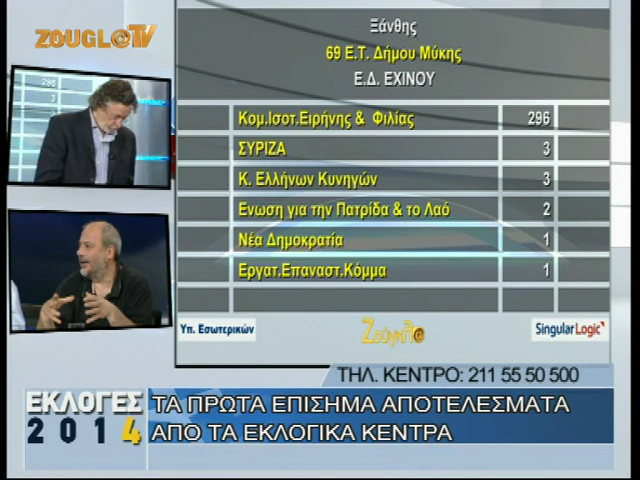 ZOUGL@TV
Ξάνθης
69 Ε.Τ. Δήμου Μύκης
Ε.Δ. ΕΧΙΝΟΥ
Κομ.Ισοτ.Ειρήνης & Φιλίας 296
ΣΥΡΙΖΑ 3
Κ. Ελλήνων Κυνηγών 3
Ενωση για την Πατρίδα & το Λαό 2
Νέα Δημοκρατία 1
Εργατ.Επαναστ.Κόμμα 1
Υπ. Εσωτερικών Ζούγκλ@ SingularLogic
ΤΗΛ. ΚΕΝΤΡΟ: 211 55 50 500
ΕΚΛΟΓΕΣ
2014
ΤΑ ΠΡΩΤΑ ΕΠΙΣΗΜΑ ΑΠΟΤΕΛΕΣΜΑΤΑ
ΑΠΟ ΤΑ ΕΚΛΟΓΙΚΑ ΚΕΝΤΡΑ